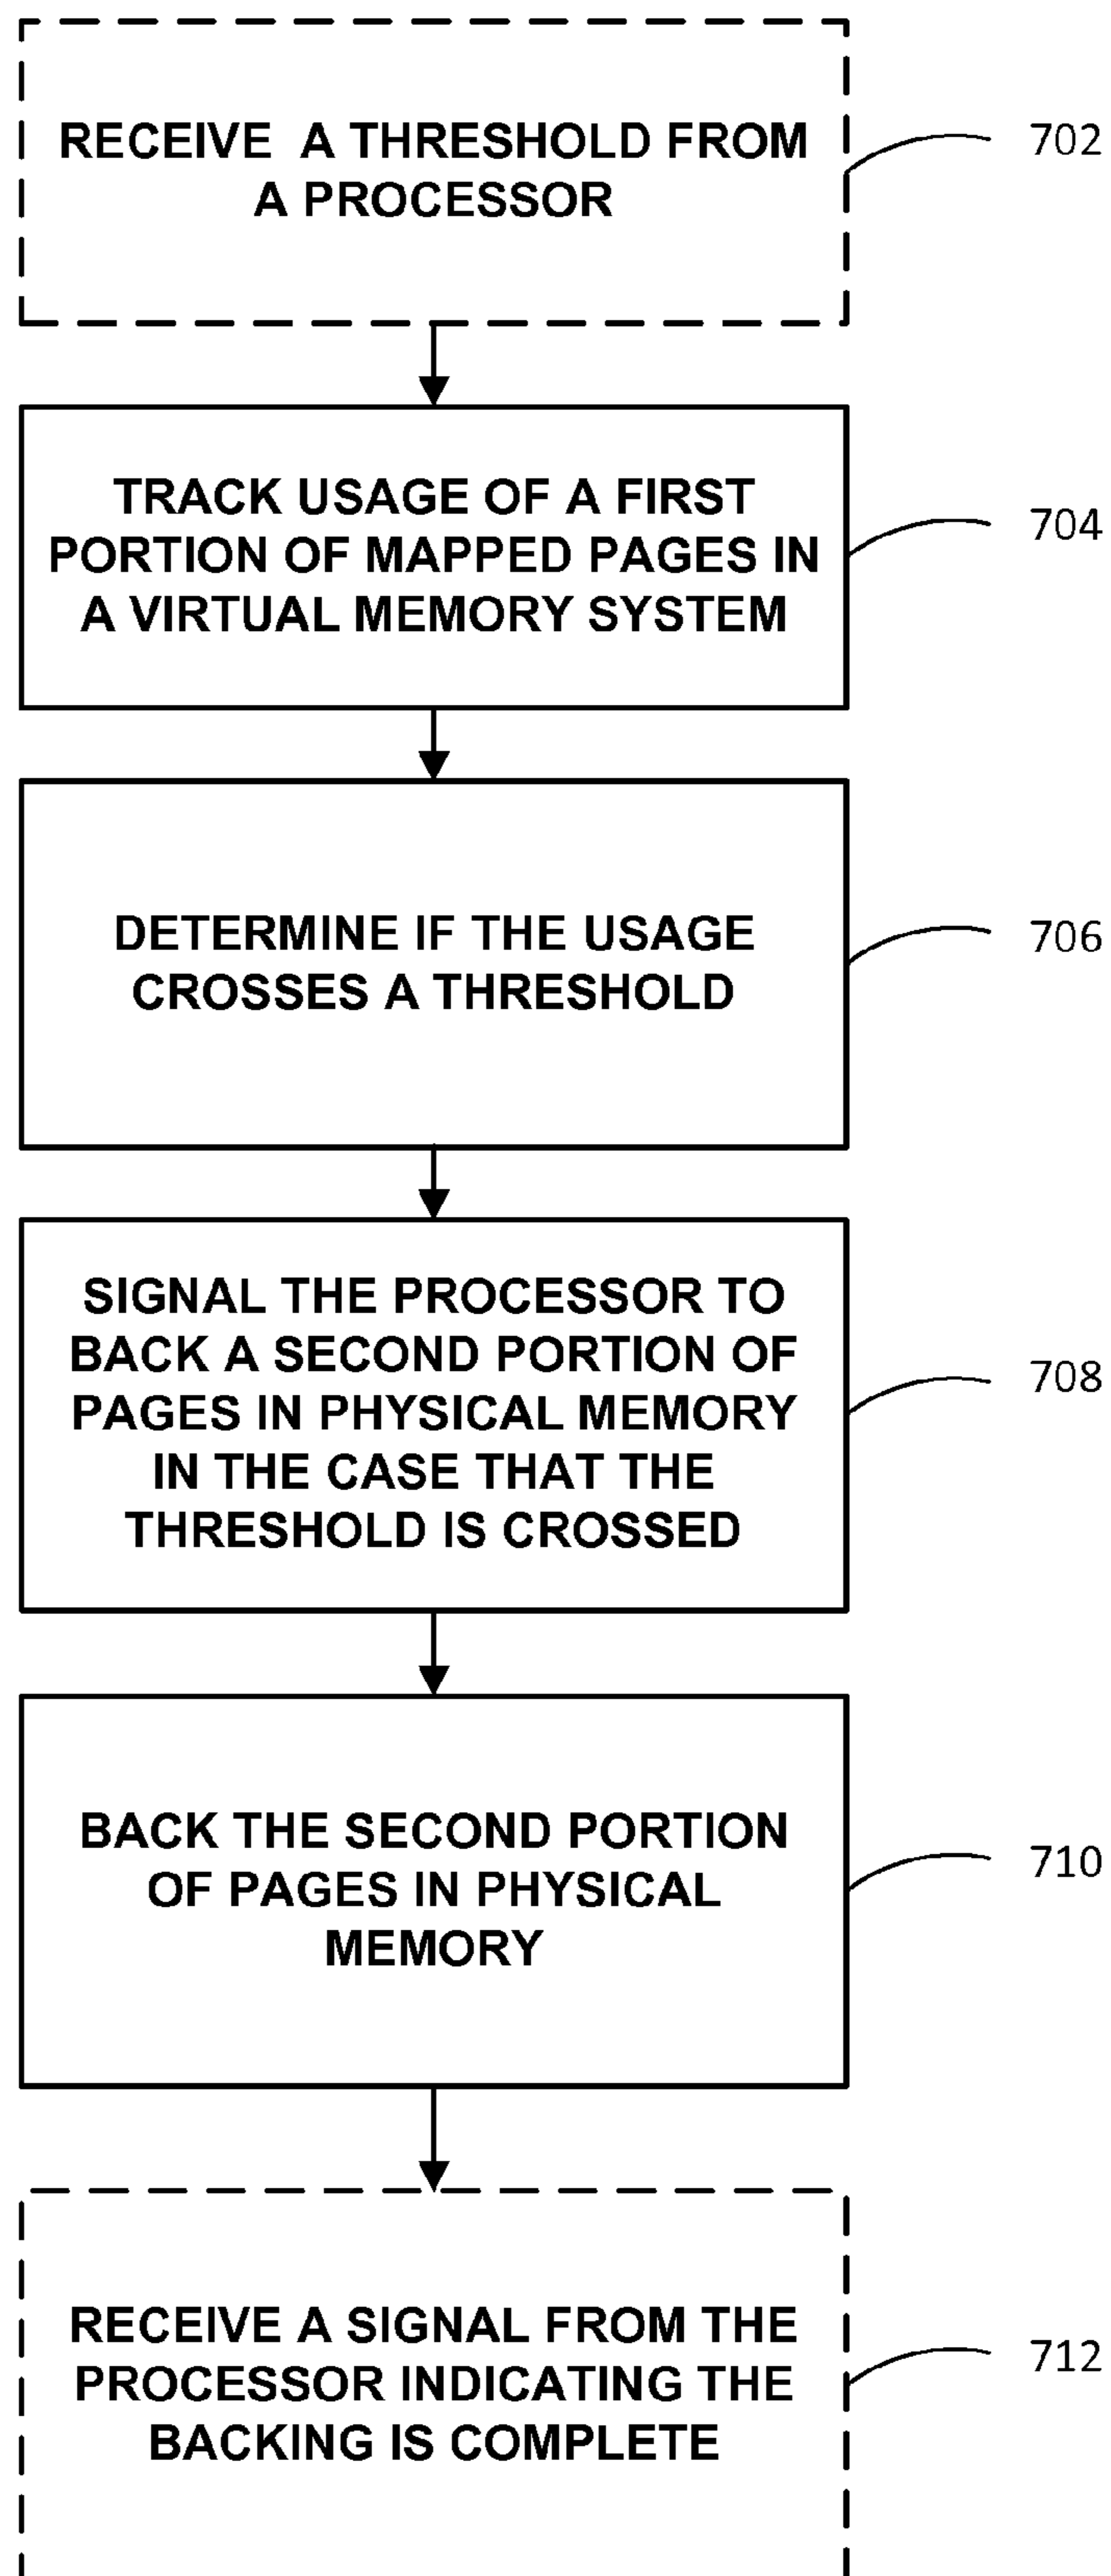 RECEIVE A THRESHOLD FROM
A PROCESSOR
702
TRACK USAGE OF A FIRST
PORTION OF MAPPED PAGES IN
A VIRTUAL MEMORY SYSTEM
704
DETERMINE IF THE USAGE
CROSSES A THRESHOLD
706
SIGNAL THE PROCESSOR TO
BACK A SECOND PORTION OF
PAGES IN PHYSICAL MEMORY
IN THE CASE THAT THE
THRESHOLD IS CROSSED
708
BACK THE SECOND PORTION
OF PAGES IN PHYSICAL
MEMORY
710
RECEIVE A SIGNAL FROM THE
PROCESSOR INDICATING THE
BACKING IS COMPLETE
712